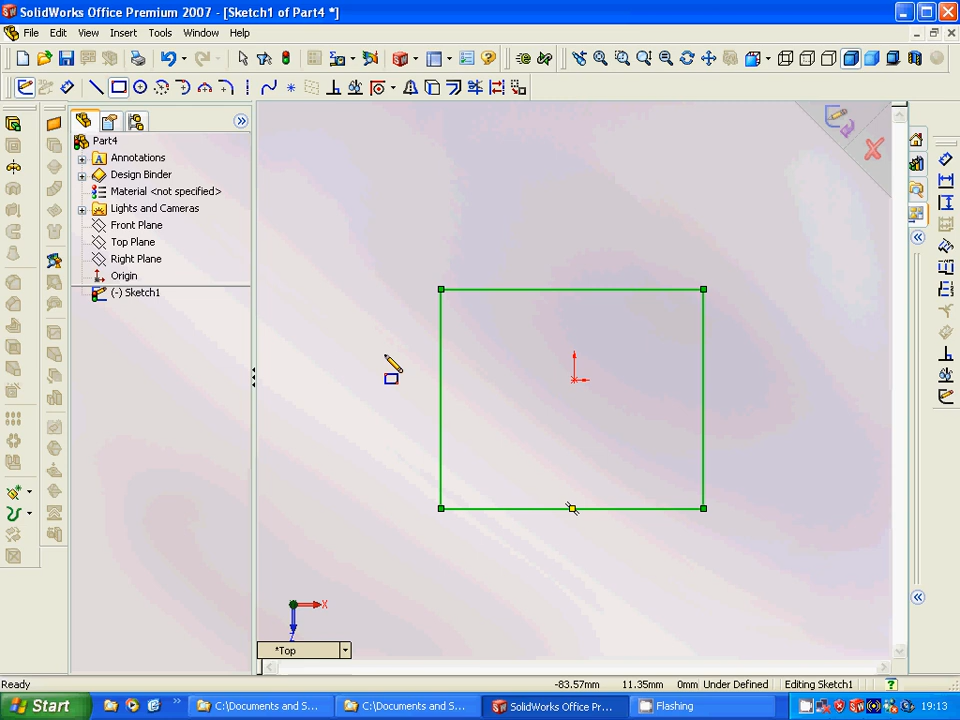 SolidWorks Office Premium 2007 - [Sketch1 of Part4 *]
File Edit View Insert Tools Window Help
Part4
Annotations
Design Binder
Material <not specified>
Lights and Cameras
Front Plane
Top Plane
Right Plane
Origin
(-) Sketch1
X
Z
*Top
Ready
-83.57mm 11.35mm 0mm Under Defined Editing Sketch1
Start
C:\Documents and S...
C:\Documents and S...
SolidWorks Office Pr...
Flashing
19:13